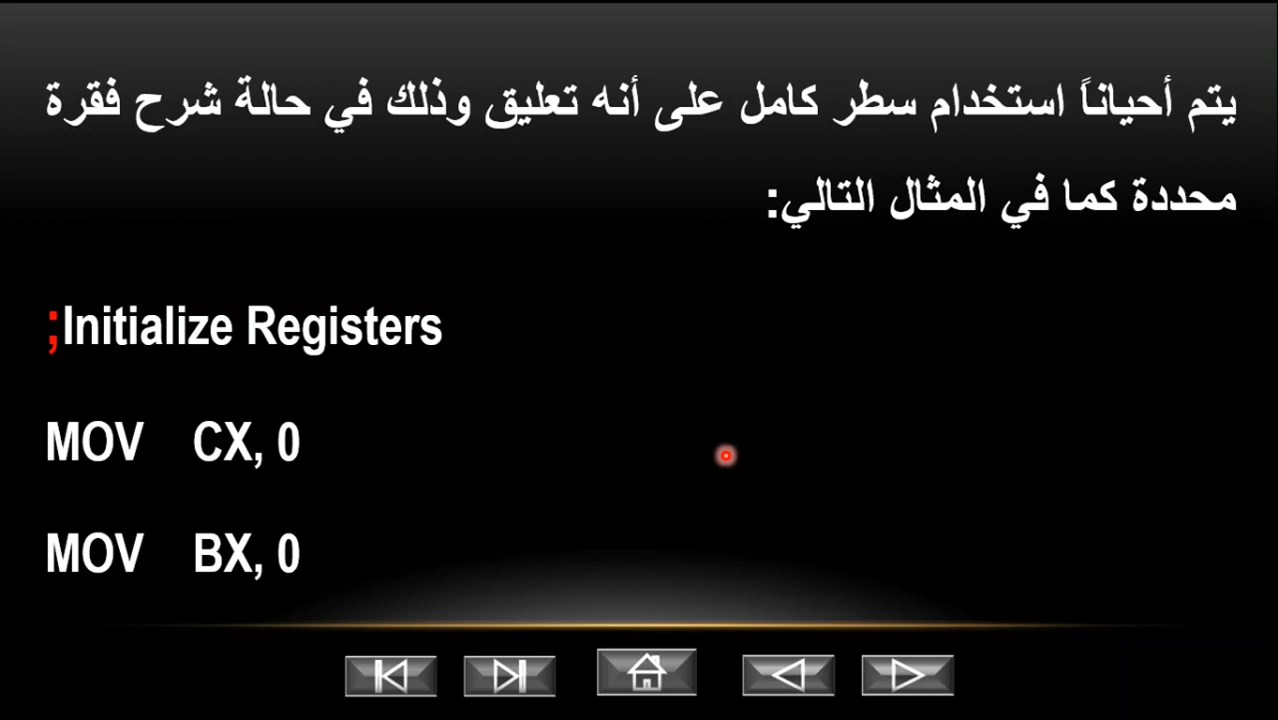 يتم أحياناً استخدام سطر كامل على أنه تعليق وذلك في حالة شرح فقرة
محددة كما في المثال التالي:
;Initialize Registers
MOV CX, 0
MOV BX, 0